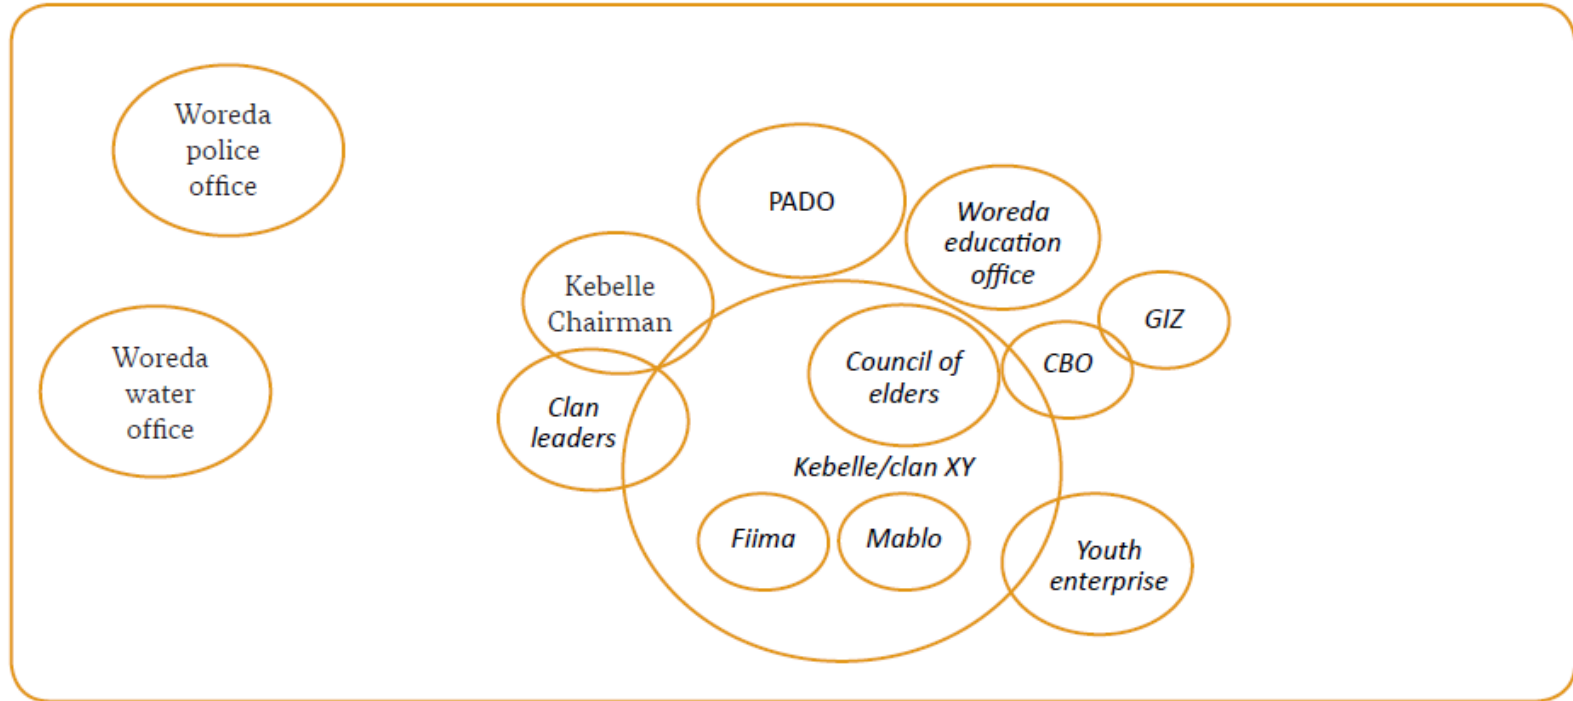 Woreda
police
office
PADO
Woreda
education
office
Kebelle
Chairman
GIZ
Woreda
water
office
Council of
elders
CBO
Clan
leaders
Kebelle/clan XY
Fiima
Mablo
Youth
enterprise